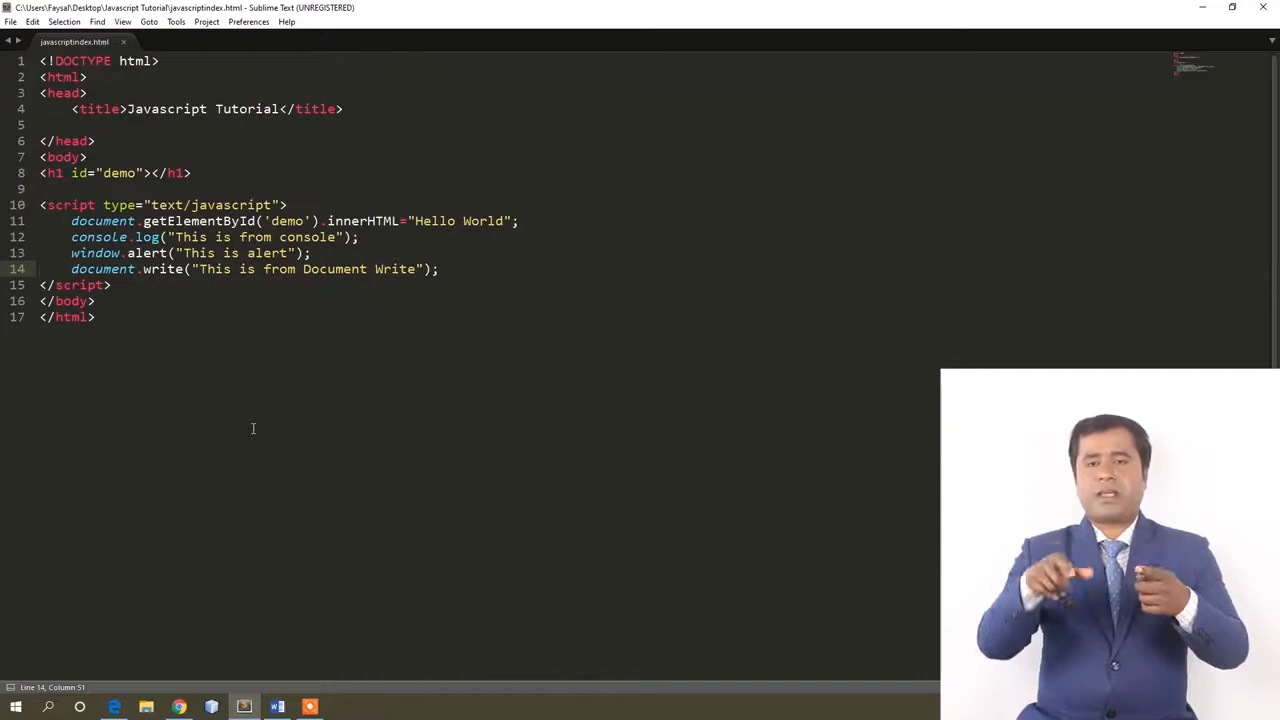 C:\Users\Faysal\Desktop\Javascript Tutorial\javascriptindex.html - Sublime Text (UNREGISTERED)
File Edit Selection Find View Goto Tools Project Preferences Help
javascriptindex.html
1 <!DOCTYPE html>
2 <html>
3 <head>
4 <title>Javascript Tutorial</title>
5
6 </head>
7 <body>
8 <h1 id="demo"></h1>
9
10 <script type="text/javascript">
11 document.getElementById('demo').innerHTML="Hello World";
12 console.log("This is from console");
13 window.alert("This is alert");
14 document.write("This is from Document Write");
15 </script>
16 </body>
17 </html>
Line 14, Column 51